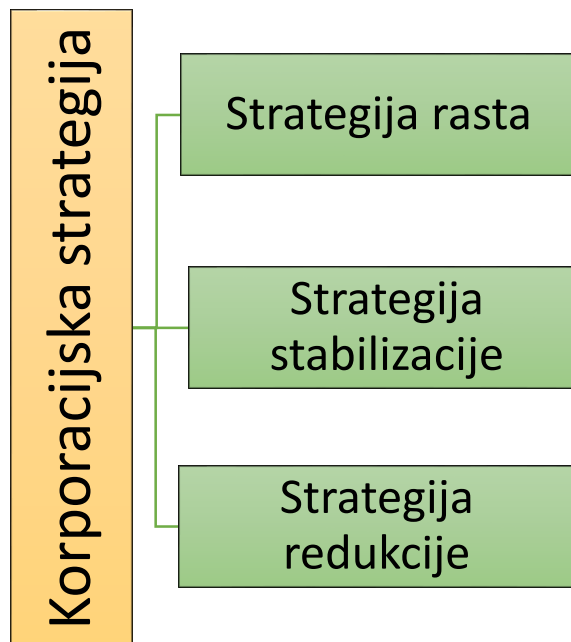 Korporacijska strategija
Strategija rasta
Strategija
stabilizacije
Strategija
redukcije